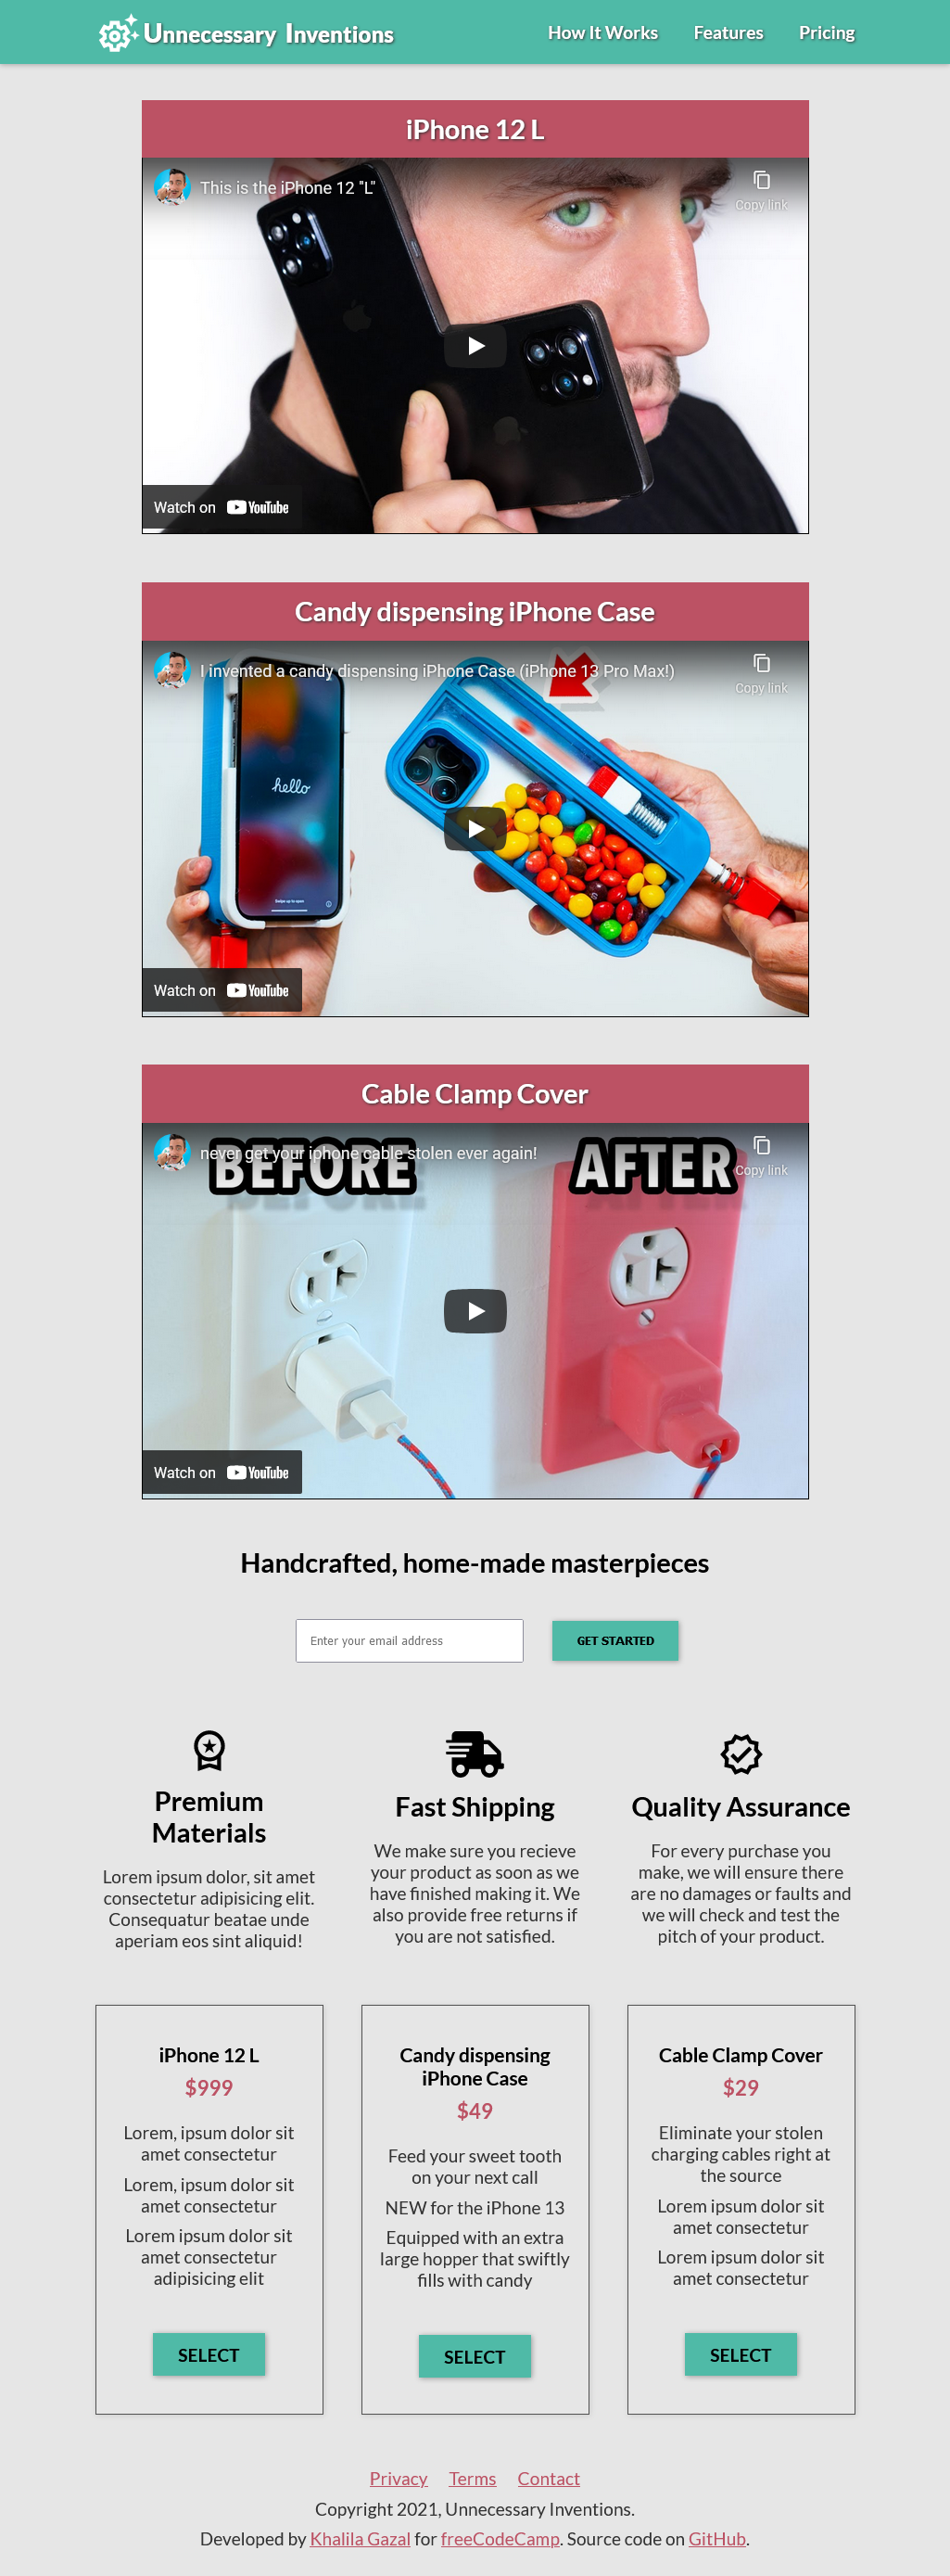 Unnecessary Inventions
How It Works Features Pricing
iPhone 12 L
This is the iPhone 12 "L"
Copy link
Watch on YouTube
Candy dispensing iPhone Case
I invented a candy dispensing iPhone Case (iPhone 13 Pro Max!)
Copy link
hello
Swipe up to open
Watch on YouTube
Cable Clamp Cover
BEFORE
AFTER
never get your iphone cable stolen ever again!
Copy link
Watch on YouTube
Handcrafted, home-made masterpieces
Enter your email address
GET STARTED
Premium
Materials
Lorem ipsum dolor, sit amet
consectetur adipisicing elit.
Consequatur beatae unde
aperiam eos sint aliquid!
Fast Shipping
We make sure you recieve
your product as soon as we
have finished making it. We
also provide free returns if
you are not satisfied.
Quality Assurance
For every purchase you
make, we will ensure there
are no damages or faults and
we will check and test the
pitch of your product.
iPhone 12 L
$999
Lorem, ipsum dolor sit
amet consectetur
Lorem, ipsum dolor sit
amet consectetur
Lorem ipsum dolor sit
amet consectetur
adipisicing elit
SELECT
Candy dispensing
iPhone Case
$49
Feed your sweet tooth
on your next call
NEW for the iPhone 13
Equipped with an extra
large hopper that swiftly
fills with candy
SELECT
Cable Clamp Cover
$29
Eliminate your stolen
charging cables right at
the source
Lorem ipsum dolor sit
amet consectetur
Lorem ipsum dolor sit
amet consectetur
SELECT
Privacy Terms Contact
Copyright 2021, Unnecessary Inventions.
Developed by Khalila Gazal for freeCodeCamp. Source code on GitHub.